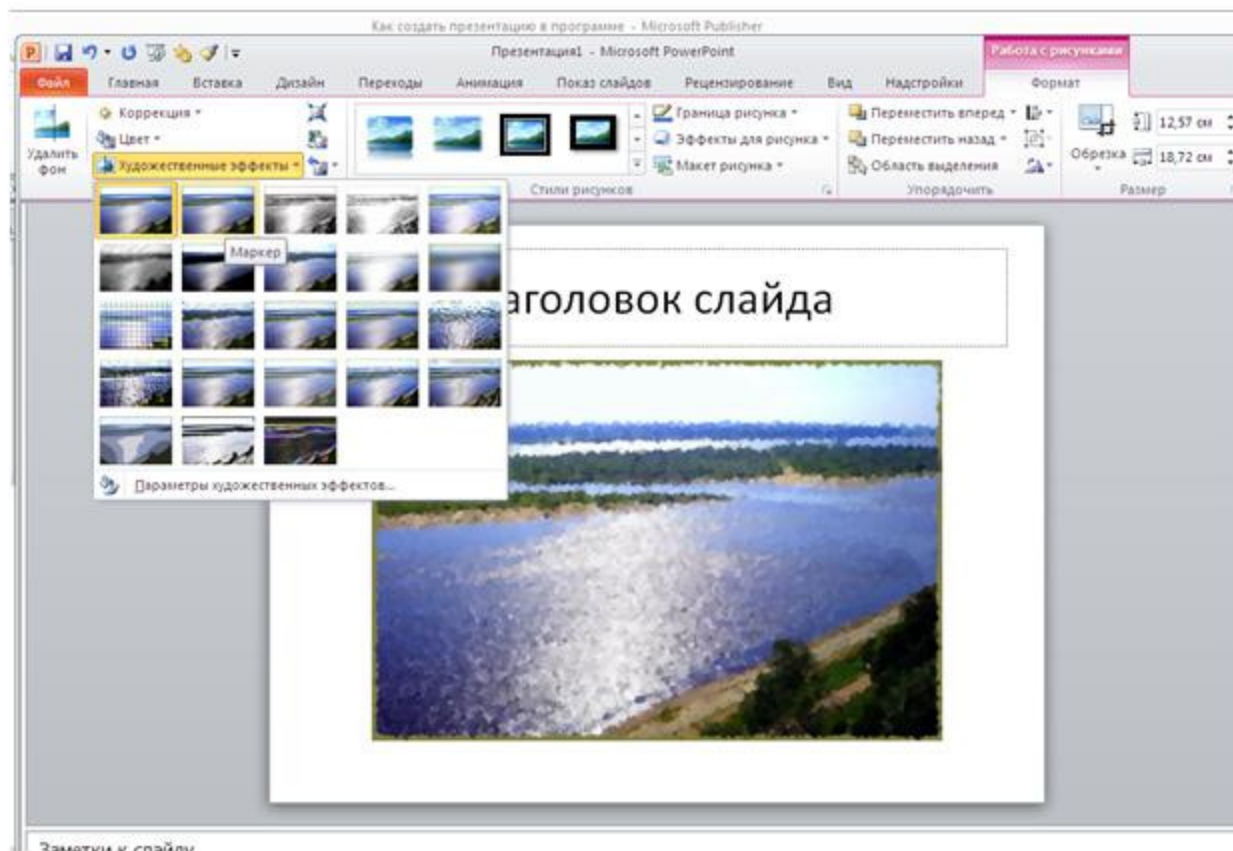 Как создать презентацию в программе - Microsoft Publisher
Презентация1 - Microsoft PowerPoint
Работа с рисунками
Файл Главная Вставка Дизайн Переходы Анимация Показ слайдов Рецензирование Вид Надстройки Формат
Удалить фон
Коррекция
Цвет
Художественные эффекты
Граница рисунка
Эффекты для рисунка
Макет рисунка
Стили рисунков
Переместить вперед
Переместить назад
Область выделения
Упорядочить
Обрезка
12,57 см
18,72 см
Размер
Маркер
Параметры художественных эффектов...
аголовок слайда
Заметки к слайду